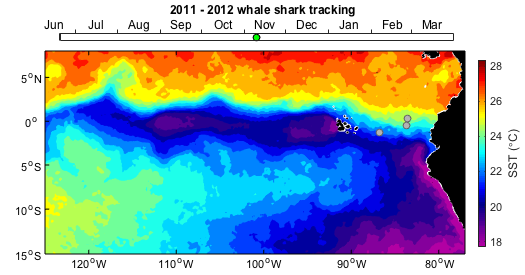 2011 - 2012 whale shark tracking
Jun Jul Aug Sep Oct Nov Dec Jan Feb Mar
5°N
0°
5°S
10°S
15°S
120°W 110°W 100°W 90°W 80°W
28
26
24
22
20
18
SST (°C)